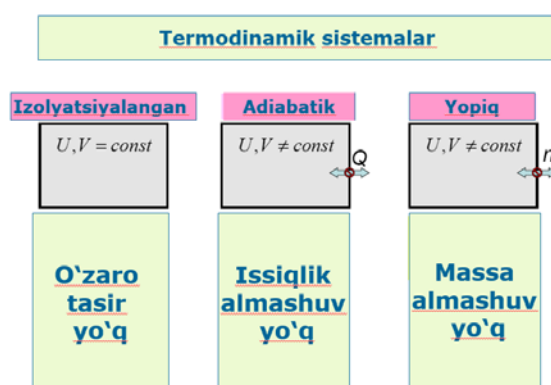 Termodinamik sistemalar
Izolyatsiyalangan
Adiabatik
Yopiq
U,V = const
U,V ≠ const
U,V ≠ const
Q
O‘zaro
tasir
yo‘q
Issiqlik
almashuv
yo‘q
Massa
almashuv
yo‘q